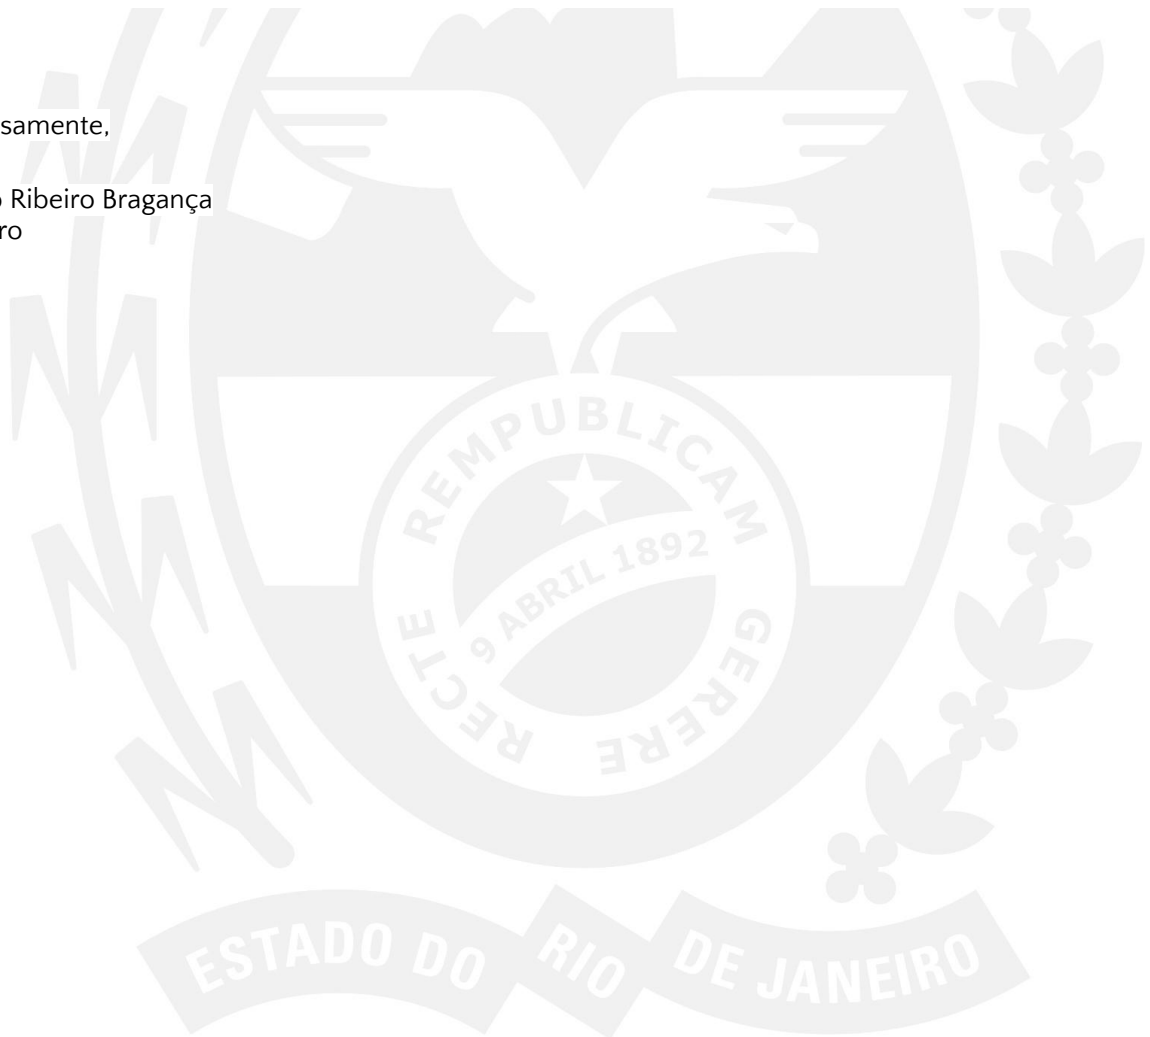 samente,
Ribeiro Bragança
ro
REMPUBLICAM
RECTE GERERE
9 ABRIL 1892
ESTADO DO RIO DE JANEIRO